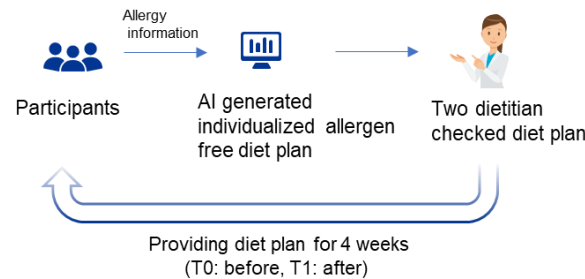 Allergy
information
Participants
AI generated
individualized allergen
free diet plan
Two dietitian
checked diet plan
Providing diet plan for 4 weeks
(T0: before, T1: after)